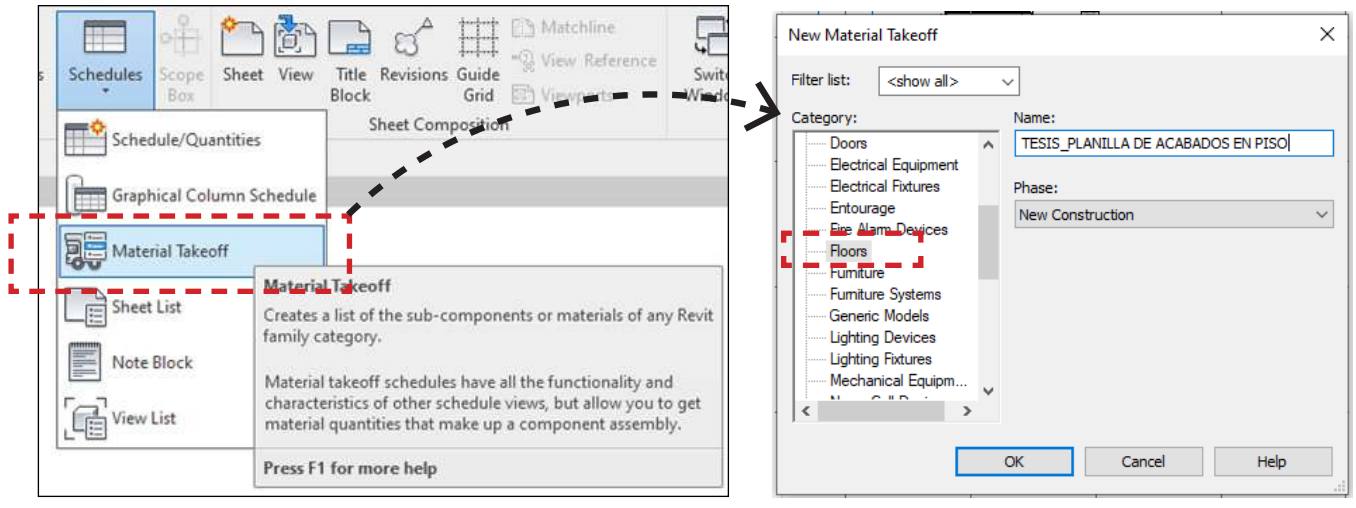 Schedules
Scope
Box
Sheet
View
Title
Block
Revisions
Guide
Grid
Matchline
View Reference
Viewports
Sheet Composition
Schedule/Quantities
Graphical Column Schedule
Material Takeoff
Sheet List
Note Block
View List
Material Takeoff
Creates a list of the sub-components or materials of any Revit
family category.
Material takeoff schedules have all the functionality and
characteristics of other schedule views, but allow you to get
material quantities that make up a component assembly.
Press F1 for more help
New Material Takeoff
Filter list:
<show all>
Category:
Doors
Electrical Equipment
Electrical Fixtures
Entourage
Fire Alarm Devices
Floors
Furniture
Furniture Systems
Generic Models
Lighting Devices
Lighting Fixtures
Mechanical Equipm...
Name:
TESIS_PLANILLA DE ACABADOS EN PISO
Phase:
New Construction
OK
Cancel
Help